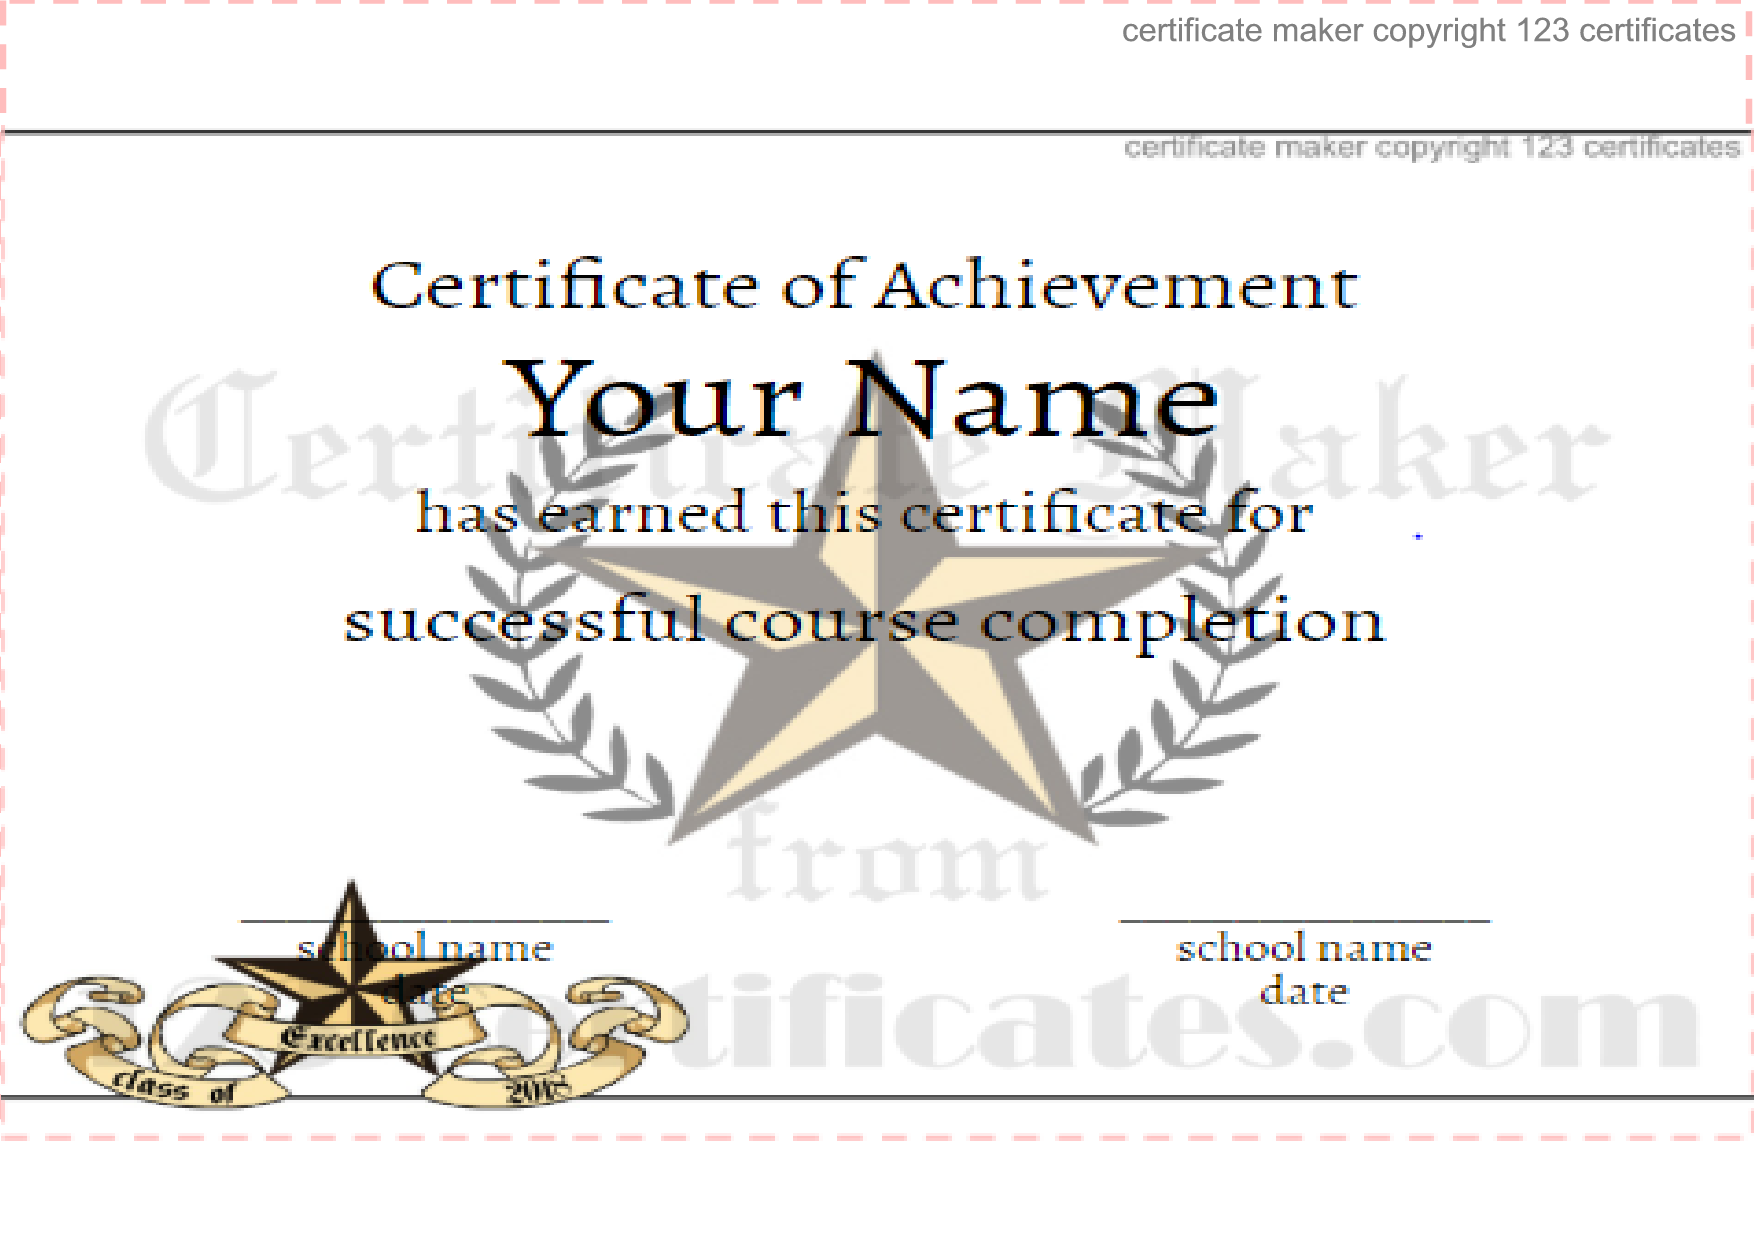 certificate maker copyright 123 certificates
certificate maker copyright 123 certificates
Certificate of Achievement
Your Name
Certificate Maker
has earned this certificate for
successful course completion
from
school name
date
school name
date
123certificates.com
Excellence
class of